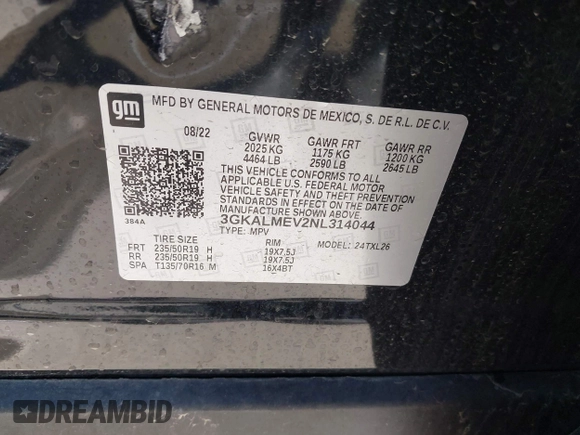 gm
MFD BY GENERAL MOTORS DE MEXICO, S. DE R.L. DE C.V.
08/22 GVWR GAWR FRT GAWR RR
2025 KG 1175 KG 1200 KG
4464 LB 2590 LB 2645 LB
THIS VEHICLE CONFORMS TO ALL
APPLICABLE U.S. FEDERAL MOTOR
VEHICLE SAFETY AND THEFT PREVENTION
STANDARDS IN EFFECT ON THE DATE OF
MANUFACTURE SHOWN ABOVE.
384A
3GKALMEV2NL314044
TYPE: MPV MODEL: 24TXL26
TIRE SIZE RIM
FRT 235/50R19 H 19X7.5J
RR 235/50R19 H 19X7.5J
SPA T135/70R16 M 16X4BT
DREAMBID